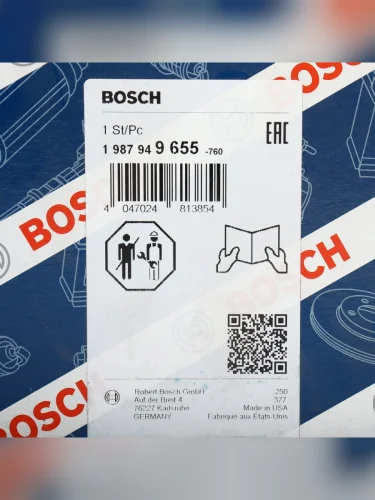 BOSCH
1 St/Pc
EAC
1 987 94 9 655 -760
4 047024 813854
BOSCH
BOSCH
BOSCH
Robert Bosch GmbH
Auf der Breit 4
76227 Karlsruhe
GERMANY
250
377
Made in USA
Fabriqué aux États-Unis